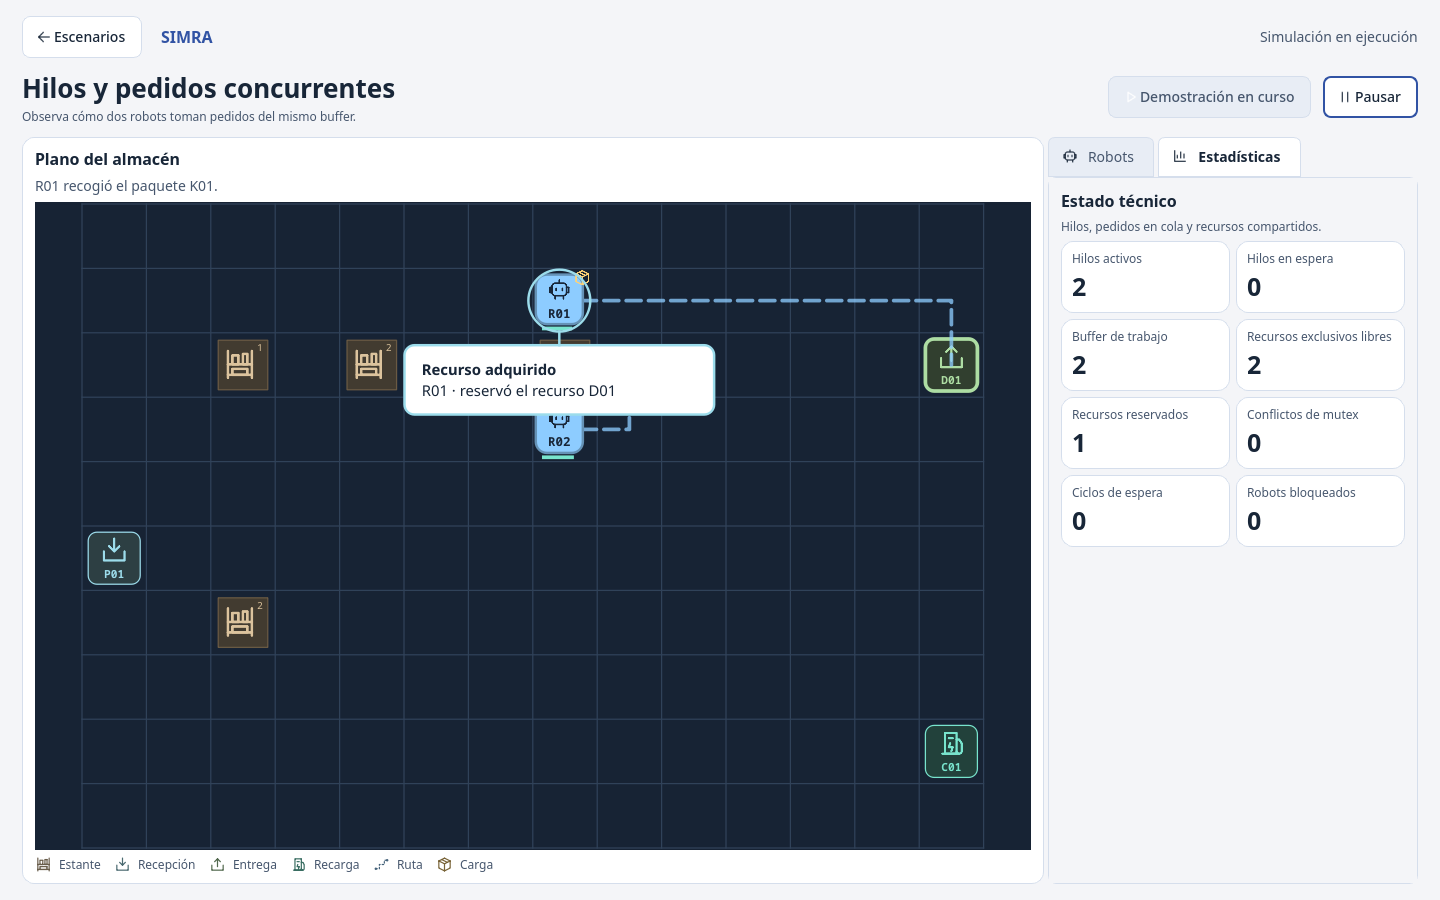 Escenarios
SIMRA
Simulación en ejecución
Hilos y pedidos concurrentes
Observa cómo dos robots toman pedidos del mismo buffer.
Demostración en curso
Pausar
Plano del almacén
R01 recogió el paquete K01.
R01
1
2
Recurso adquirido
R01 · reservó el recurso D01
D01
R02
P01
2
C01
Estante
Recepción
Entrega
Recarga
Ruta
Carga
Robots
Estadísticas
Estado técnico
Hilos, pedidos en cola y recursos compartidos.
Hilos activos
2
Hilos en espera
0
Buffer de trabajo
2
Recursos exclusivos libres
2
Recursos reservados
1
Conflictos de mutex
0
Ciclos de espera
0
Robots bloqueados
0